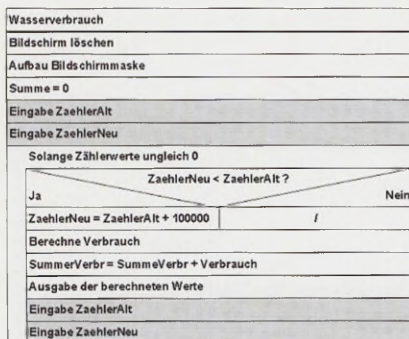 Wasserverbrauch
Bildschirm löschen
Aufbau Bildschirmmaske
Summe = 0
Eingabe ZaehlerAlt
Eingabe ZaehlerNeu
Solange Zählerwerte ungleich 0
ZaehlerNeu < ZaehlerAlt ?
Ja Nein
ZaehlerNeu = ZaehlerAlt + 100000 /
Berechne Verbrauch
SummerVerbr = SummeVerbr + Verbrauch
Ausgabe der berechneten Werte
Eingabe ZaehlerAlt
Eingabe ZaehlerNeu